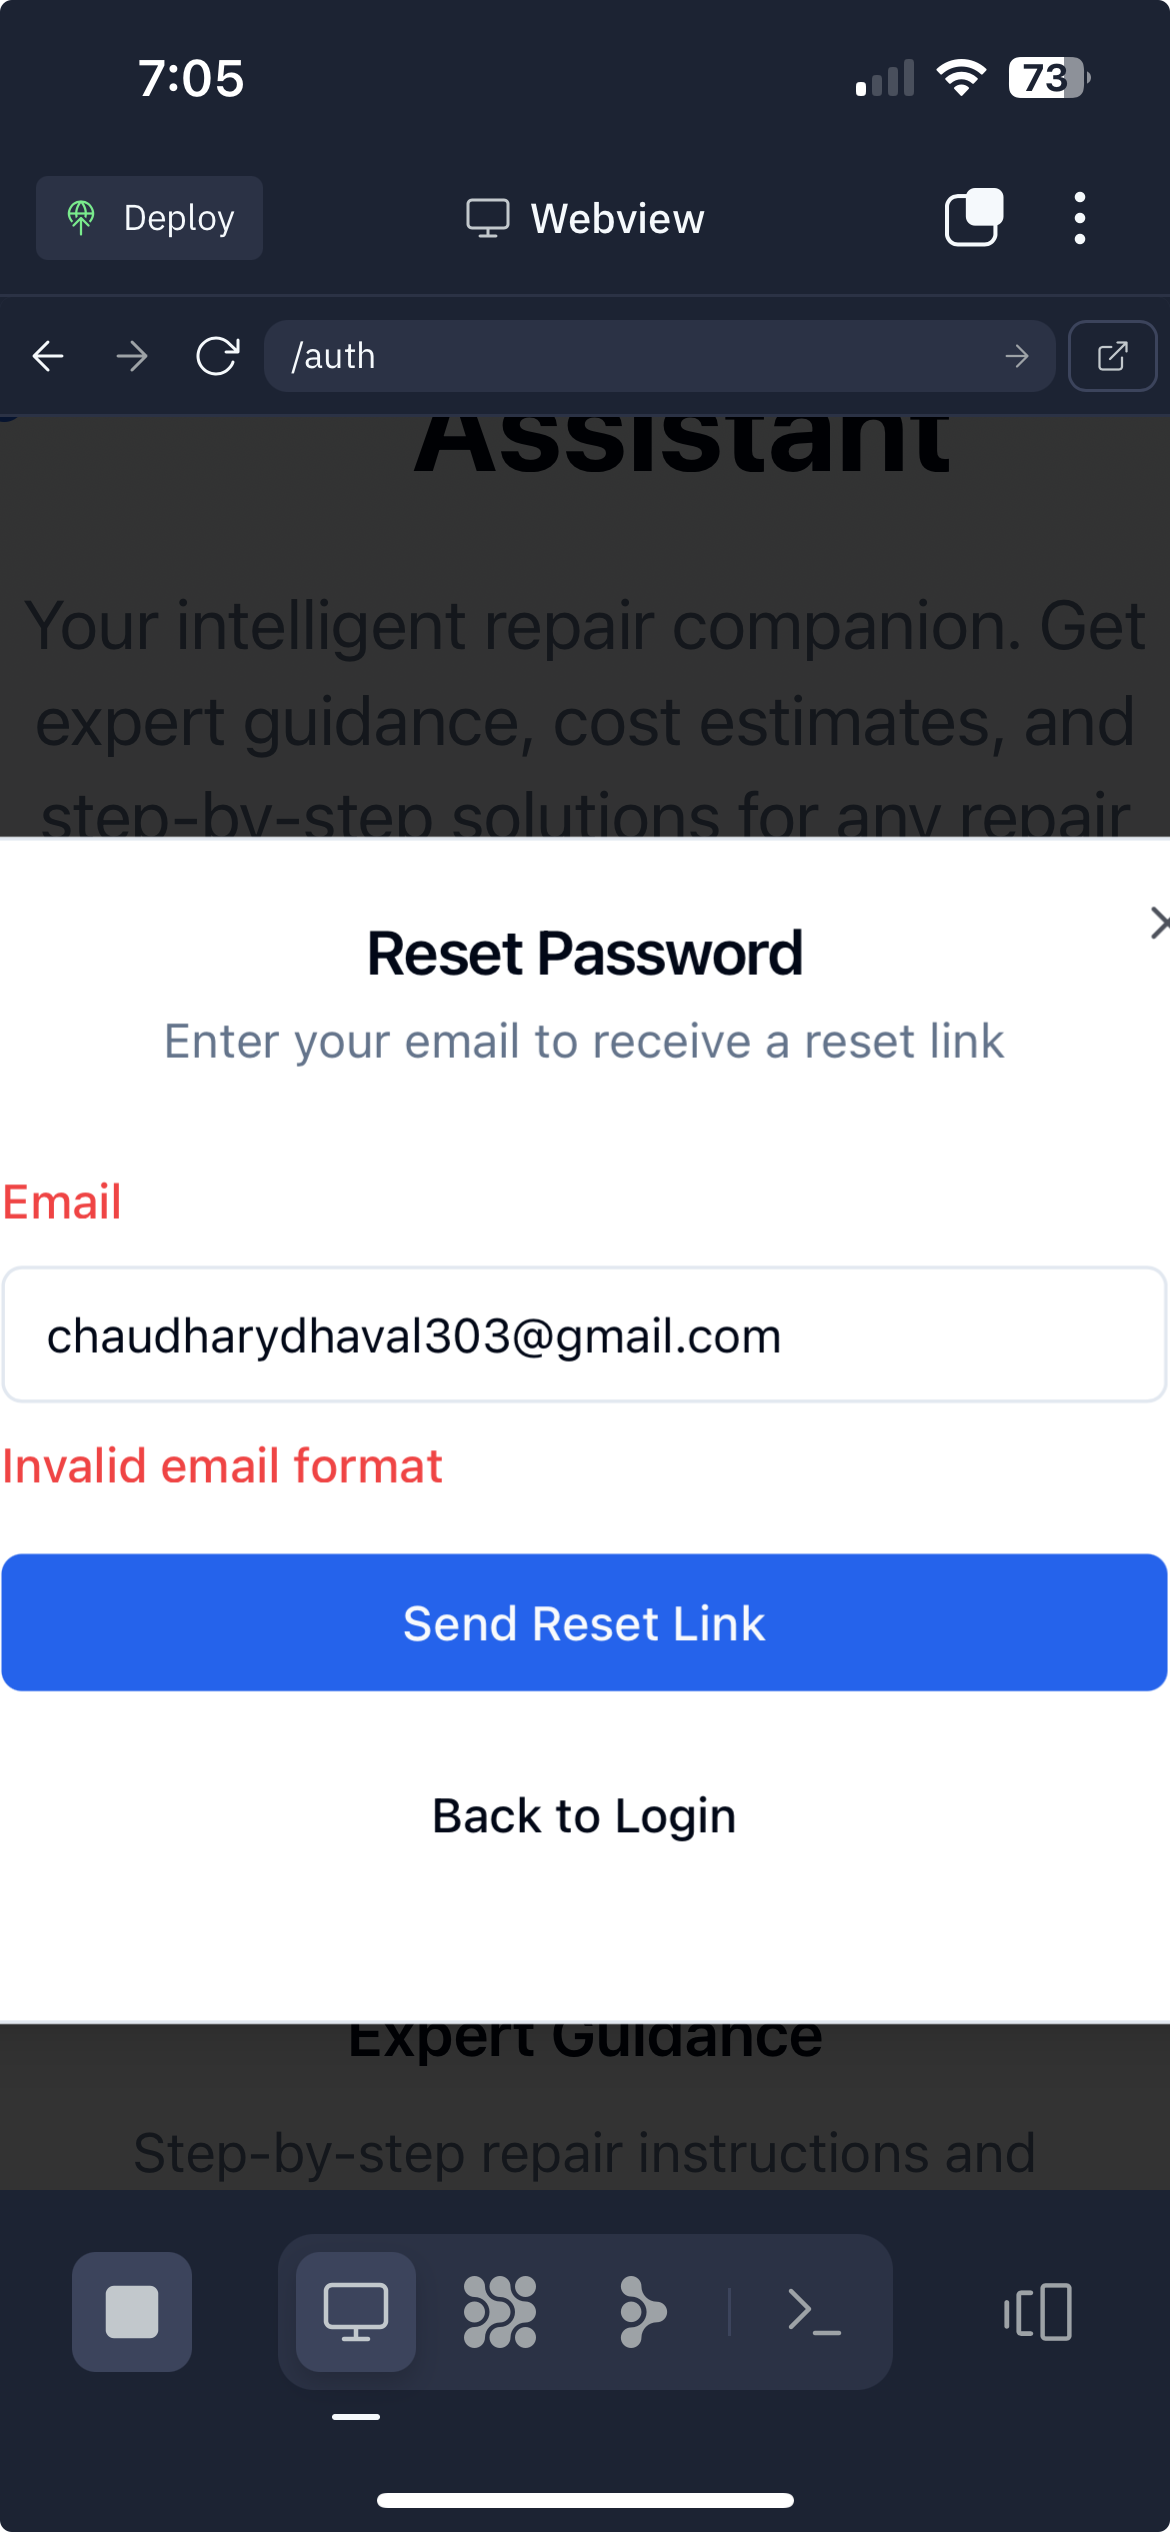 7:05
73
Deploy
Webview
/auth
Assistant
Your intelligent repair companion. Get
expert guidance, cost estimates, and
step-by-step solutions for any repair
Reset Password
Enter your email to receive a reset link
Email
chaudharydhaval303@gmail.com
Invalid email format
Send Reset Link
Back to Login
Expert Guidance
Step-by-step repair instructions and